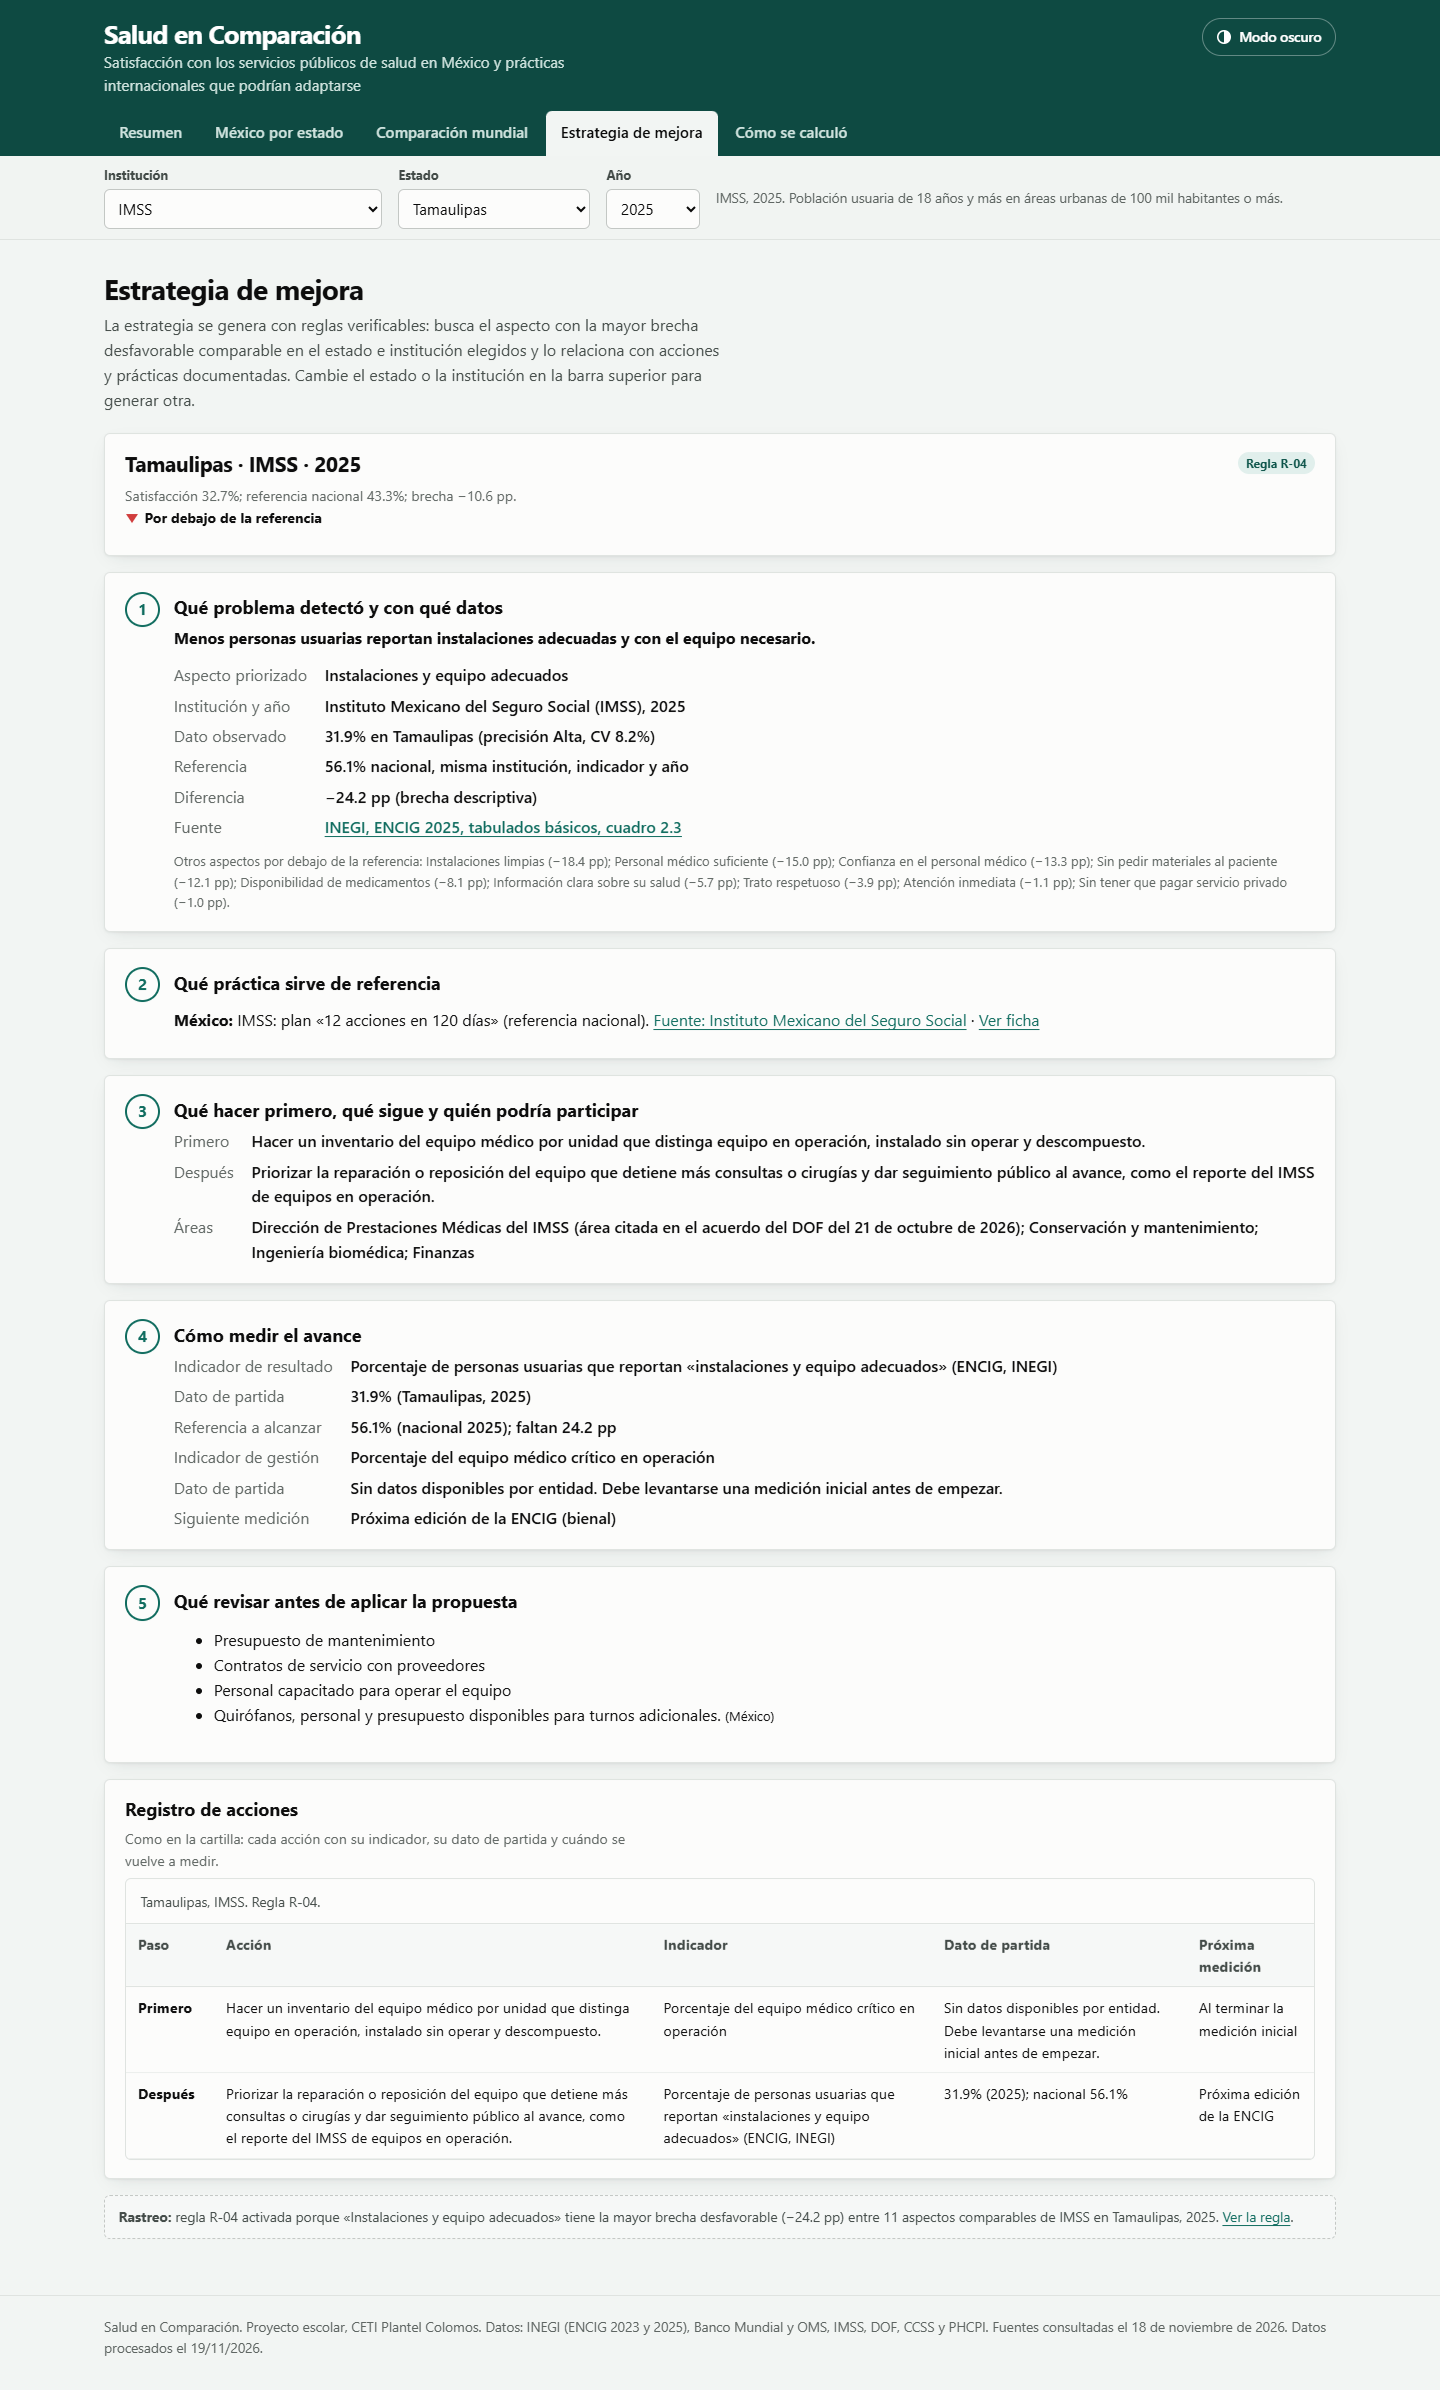 Salud en Comparación
Satisfacción con los servicios públicos de salud en México y prácticas
internacionales que podrían adaptarse
Modo oscuro
Resumen
México por estado
Comparación mundial
Estrategia de mejora
Cómo se calculó
Institución
Estado
Año
IMSS
Tamaulipas
2025
IMSS, 2025. Población usuaria de 18 años y más en áreas urbanas de 100 mil habitantes o más.
Estrategia de mejora
La estrategia se genera con reglas verificables: busca el aspecto con la mayor brecha
desfavorable comparable en el estado e institución elegidos y lo relaciona con acciones
y prácticas documentadas. Cambie el estado o la institución en la barra superior para
generar otra.
Tamaulipas · IMSS · 2025
Regla R-04
Satisfacción 32.7%; referencia nacional 43.3%; brecha −10.6 pp.
▼ Por debajo de la referencia
1
Qué problema detectó y con qué datos
Menos personas usuarias reportan instalaciones adecuadas y con el equipo necesario.
Aspecto priorizado Instalaciones y equipo adecuados
Institución y año Instituto Mexicano del Seguro Social (IMSS), 2025
Dato observado 31.9% en Tamaulipas (precisión Alta, CV 8.2%)
Referencia 56.1% nacional, misma institución, indicador y año
Diferencia −24.2 pp (brecha descriptiva)
Fuente INEGI, ENCIG 2025, tabulados básicos, cuadro 2.3
Otros aspectos por debajo de la referencia: Instalaciones limpias (−18.4 pp); Personal médico suficiente (−15.0 pp); Confianza en el personal médico (−13.3 pp); Sin pedir materiales al paciente
(−12.1 pp); Disponibilidad de medicamentos (−8.1 pp); Información clara sobre su salud (−5.7 pp); Trato respetuoso (−3.9 pp); Atención inmediata (−1.1 pp); Sin tener que pagar servicio privado
(−1.0 pp).
2
Qué práctica sirve de referencia
México: IMSS: plan «12 acciones en 120 días» (referencia nacional). Fuente: Instituto Mexicano del Seguro Social · Ver ficha
3
Qué hacer primero, qué sigue y quién podría participar
Primero Hacer un inventario del equipo médico por unidad que distinga equipo en operación, instalado sin operar y descompuesto.
Después Priorizar la reparación o reposición del equipo que detiene más consultas o cirugías y dar seguimiento público al avance, como el reporte del IMSS
de equipos en operación.
Áreas Dirección de Prestaciones Médicas del IMSS (área citada en el acuerdo del DOF del 21 de octubre de 2026); Conservación y mantenimiento;
Ingeniería biomédica; Finanzas
4
Cómo medir el avance
Indicador de resultado Porcentaje de personas usuarias que reportan «instalaciones y equipo adecuados» (ENCIG, INEGI)
Dato de partida 31.9% (Tamaulipas, 2025)
Referencia a alcanzar 56.1% (nacional 2025); faltan 24.2 pp
Indicador de gestión Porcentaje del equipo médico crítico en operación
Dato de partida Sin datos disponibles por entidad. Debe levantarse una medición inicial antes de empezar.
Siguiente medición Próxima edición de la ENCIG (bienal)
5
Qué revisar antes de aplicar la propuesta
• Presupuesto de mantenimiento
• Contratos de servicio con proveedores
• Personal capacitado para operar el equipo
• Quirófanos, personal y presupuesto disponibles para turnos adicionales. (México)
Registro de acciones
Como en la cartilla: cada acción con su indicador, su dato de partida y cuándo se
vuelve a medir.
Tamaulipas, IMSS. Regla R-04.
Paso
Acción
Indicador
Dato de partida
Próxima
medición
Primero
Hacer un inventario del equipo médico por unidad que distinga
equipo en operación, instalado sin operar y descompuesto.
Porcentaje del equipo médico crítico en
operación
Sin datos disponibles por entidad.
Debe levantarse una medición
inicial antes de empezar.
Al terminar la
medición inicial
Después
Priorizar la reparación o reposición del equipo que detiene más
consultas o cirugías y dar seguimiento público al avance, como
el reporte del IMSS de equipos en operación.
Porcentaje de personas usuarias que
reportan «instalaciones y equipo
adecuados» (ENCIG, INEGI)
31.9% (2025); nacional 56.1%
Próxima edición
de la ENCIG
Rastreo: regla R-04 activada porque «Instalaciones y equipo adecuados» tiene la mayor brecha desfavorable (−24.2 pp) entre 11 aspectos comparables de IMSS en Tamaulipas, 2025. Ver la regla.
Salud en Comparación. Proyecto escolar, CETI Plantel Colomos. Datos: INEGI (ENCIG 2023 y 2025), Banco Mundial y OMS, IMSS, DOF, CCSS y PHCPI. Fuentes consultadas el 18 de noviembre de 2026. Datos
procesados el 19/11/2026.